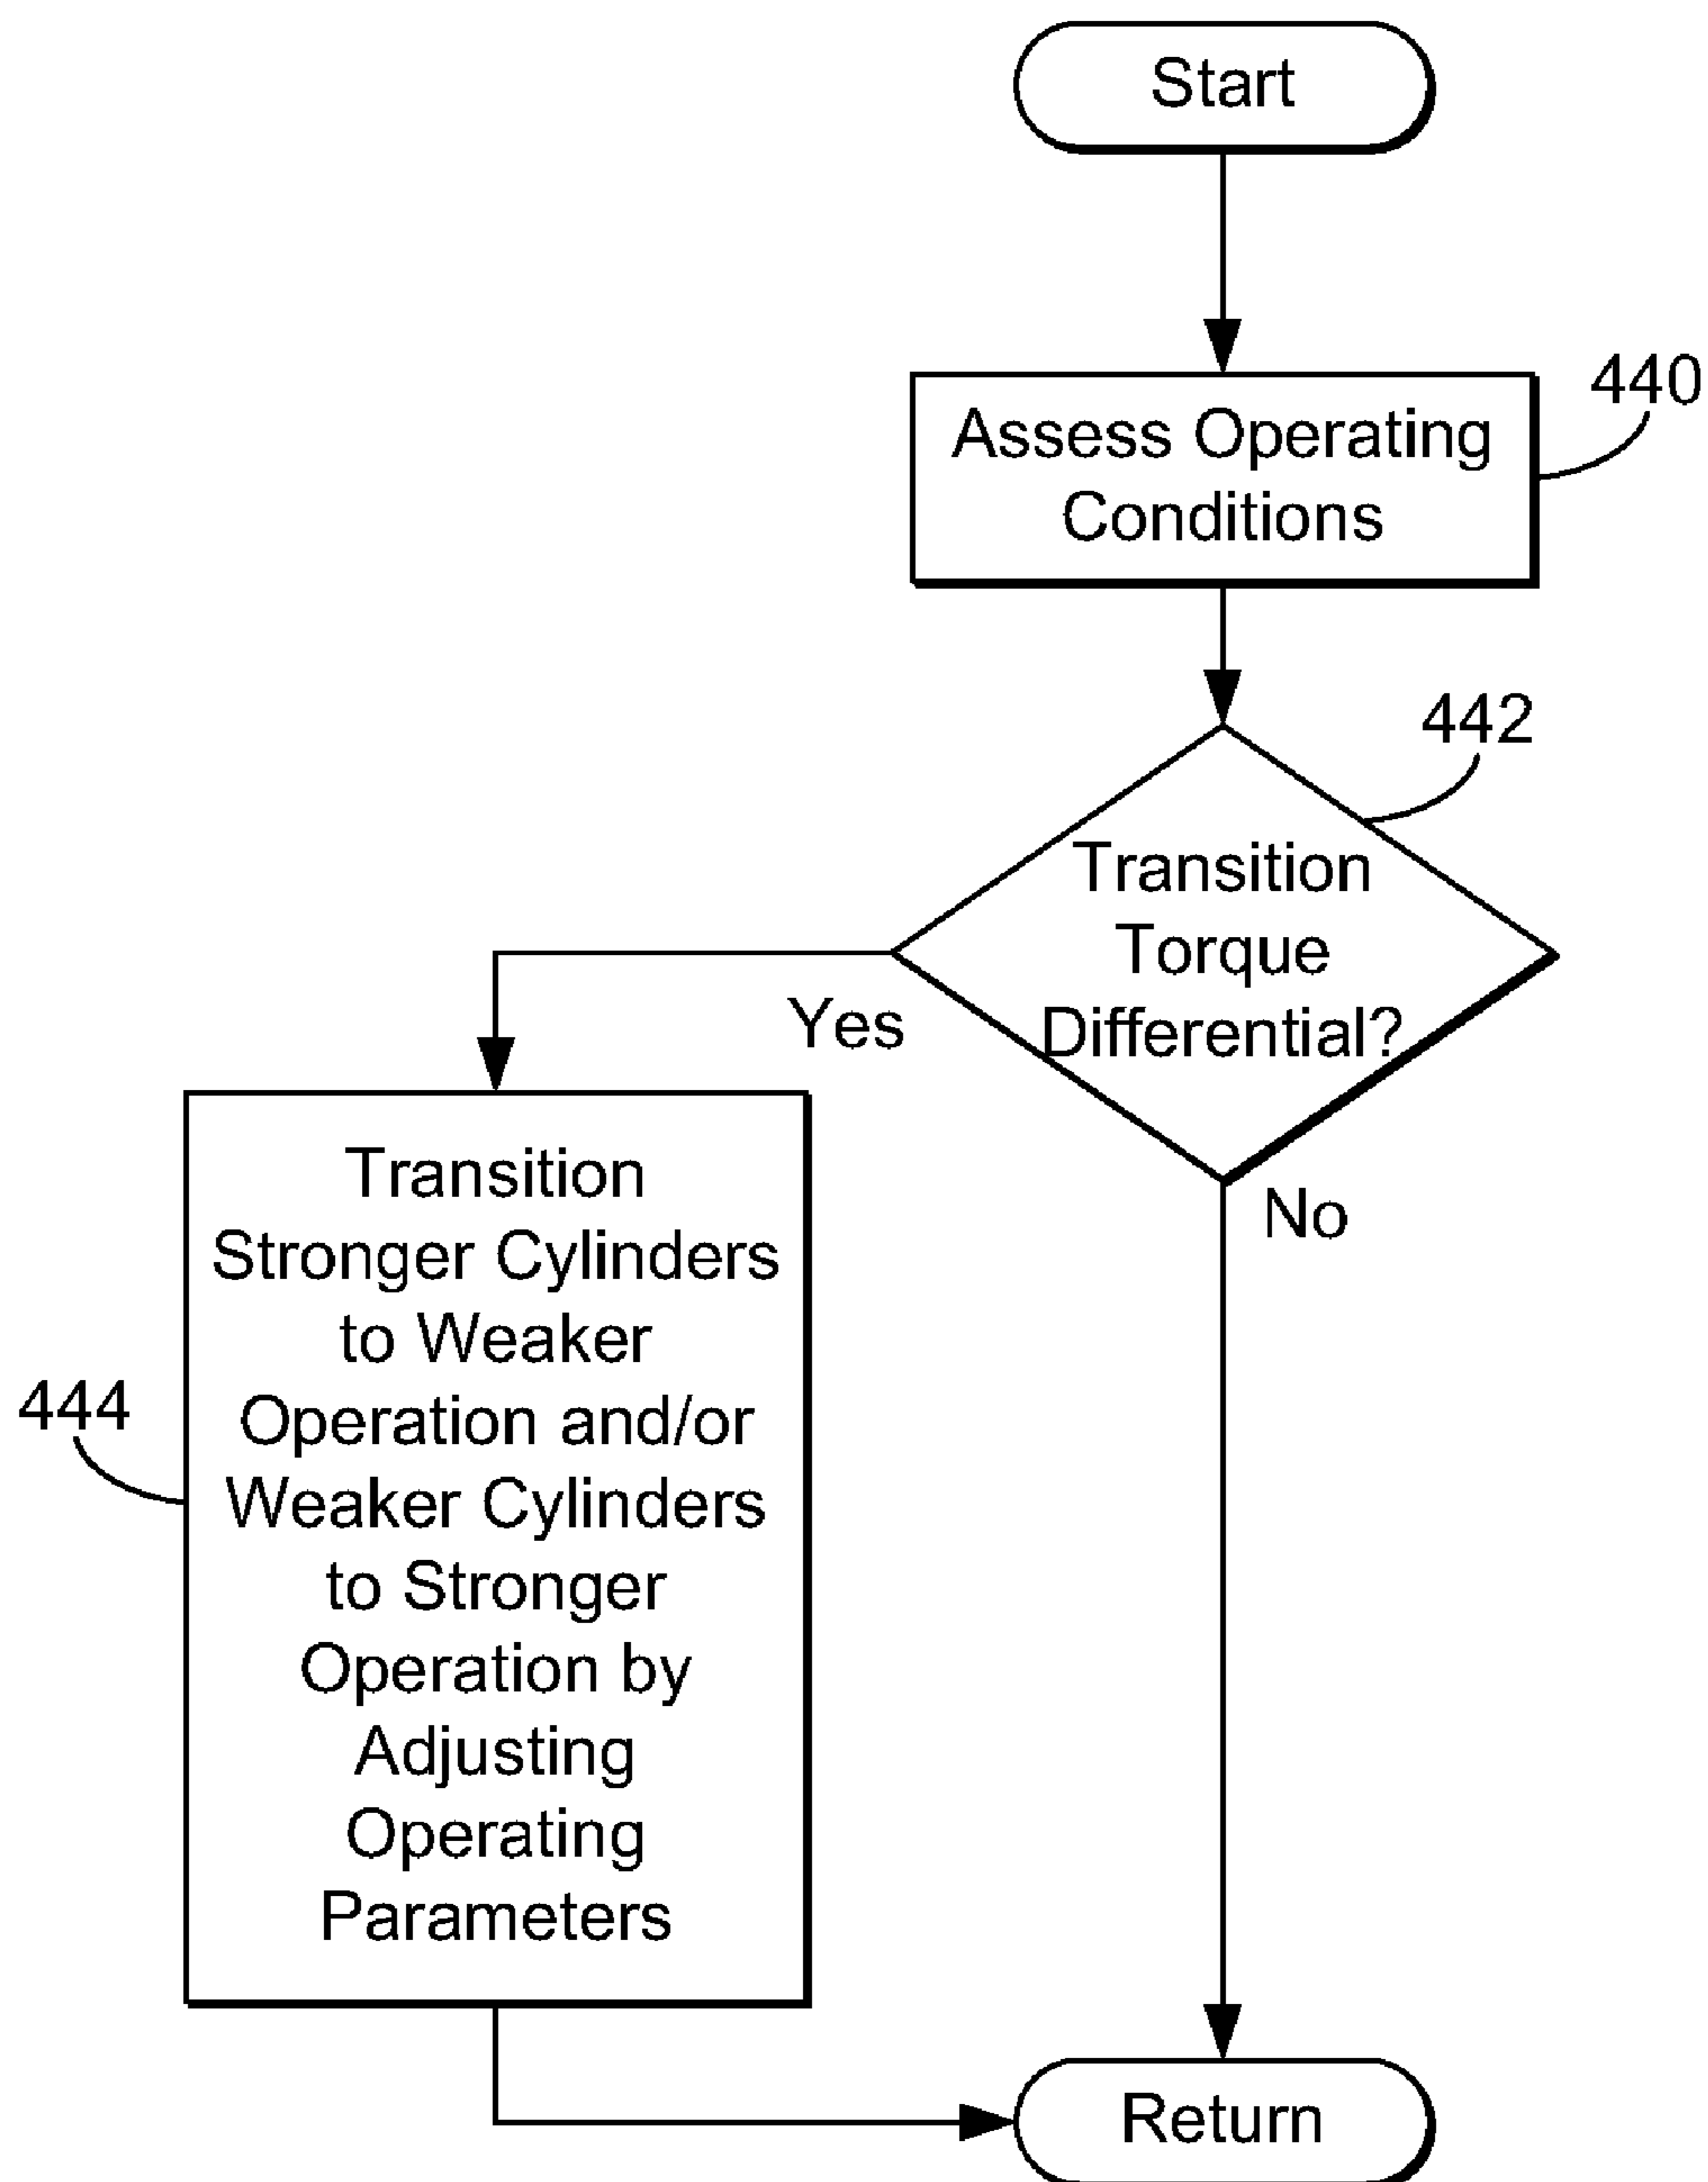 Start
Assess Operating
Conditions
440
442
Transition
Torque
Differential?
Yes
No
Transition
Stronger Cylinders
to Weaker
Operation and/or
Weaker Cylinders
to Stronger
Operation by
Adjusting
Operating
Parameters
444
Return